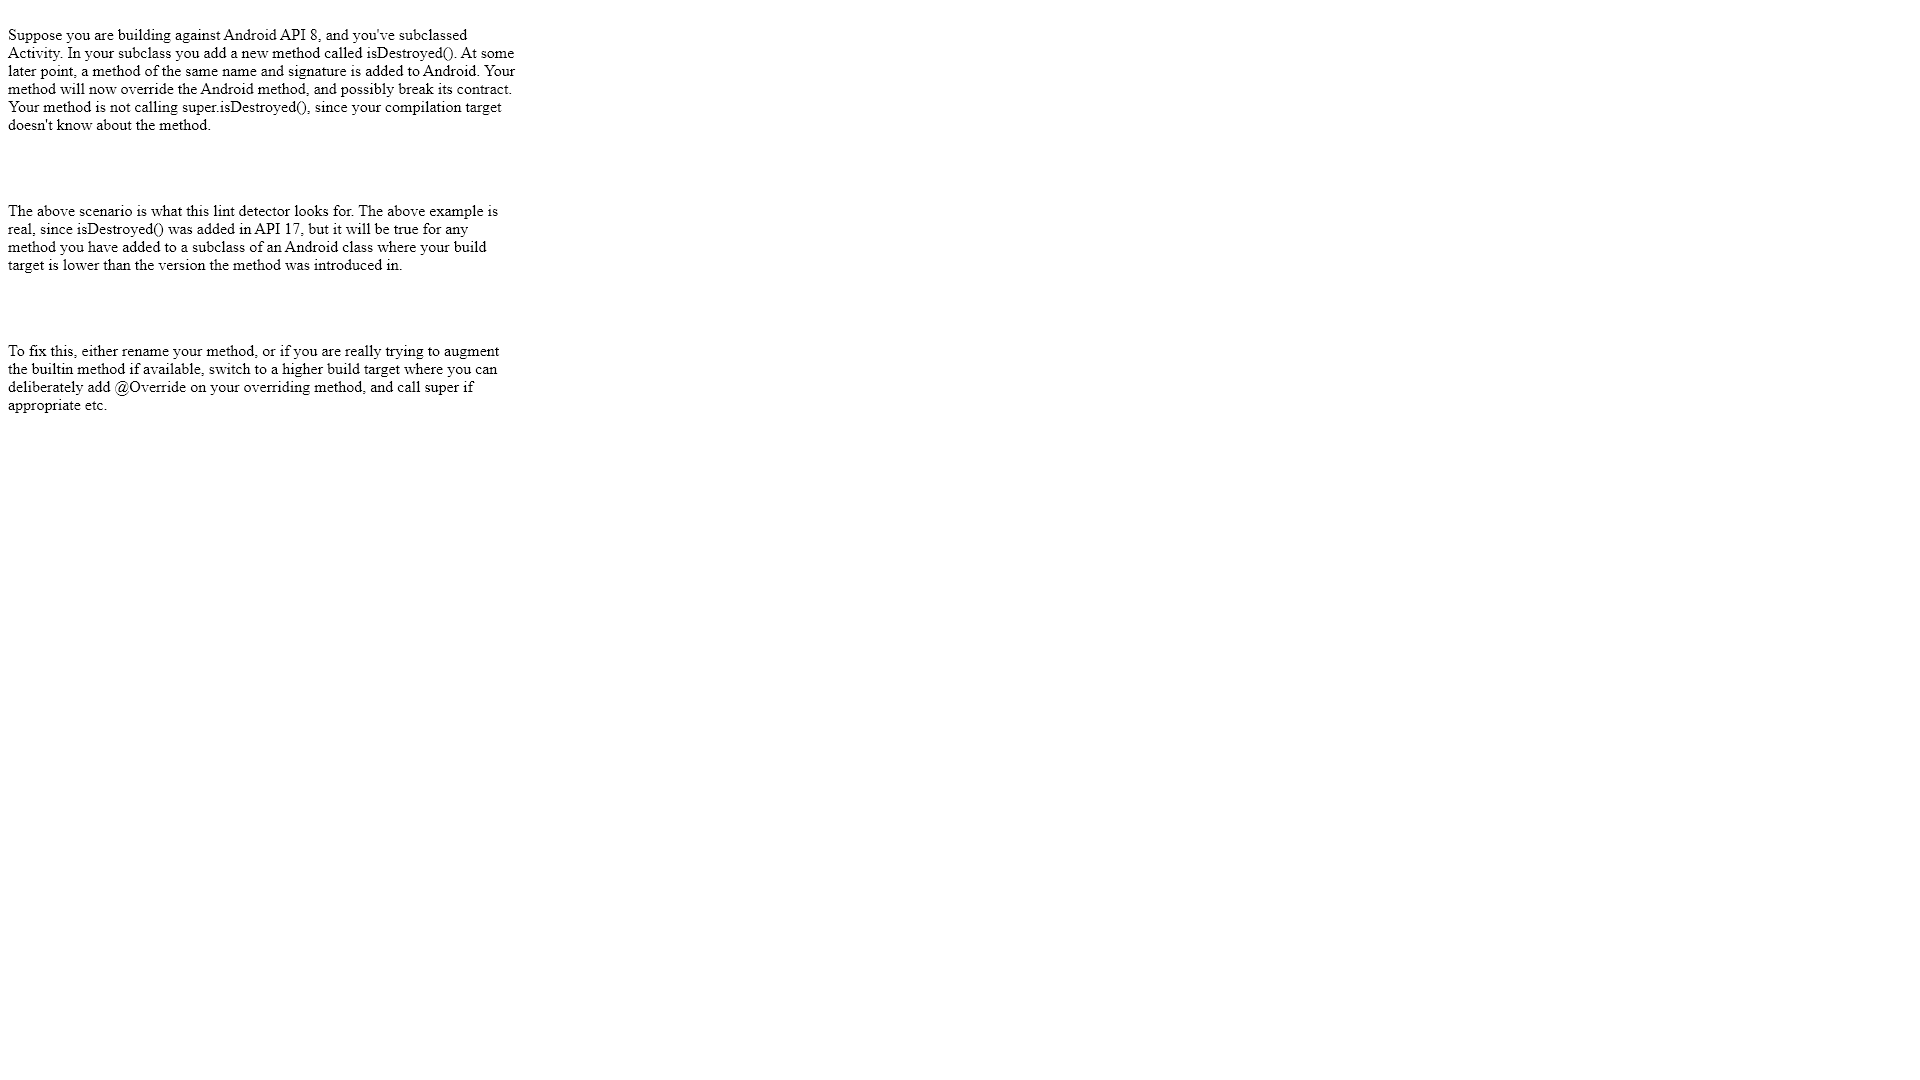 Suppose you are building against Android API 8, and you've subclassed
Activity. In your subclass you add a new method called isDestroyed(). At some
later point, a method of the same name and signature is added to Android. Your
method will now override the Android method, and possibly break its contract.
Your method is not calling super.isDestroyed(), since your compilation target
doesn't know about the method.
The above scenario is what this lint detector looks for. The above example is
real, since isDestroyed() was added in API 17, but it will be true for any
method you have added to a subclass of an Android class where your build
target is lower than the version the method was introduced in.
To fix this, either rename your method, or if you are really trying to augment
the builtin method if available, switch to a higher build target where you can
deliberately add @Override on your overriding method, and call super if
appropriate etc.